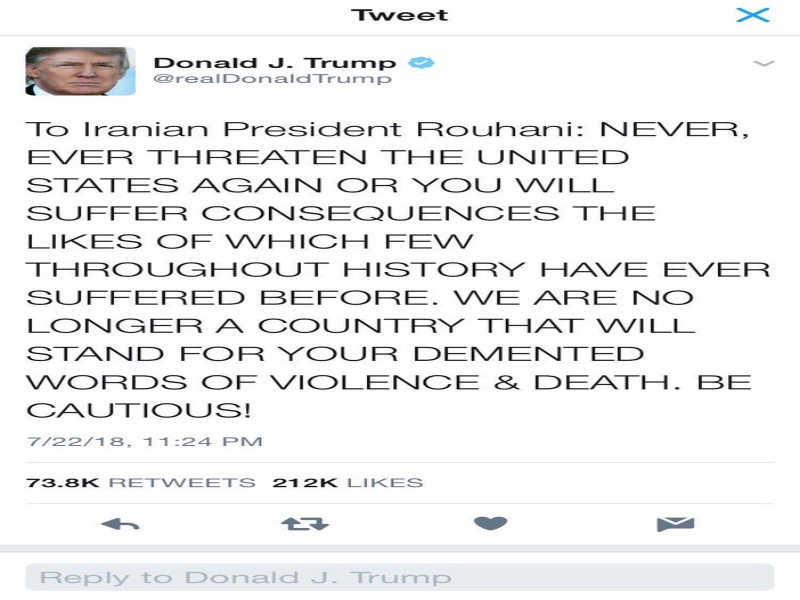 Tweet
Donald J. Trump
@realDonaldTrump
To Iranian President Rouhani: NEVER,
EVER THREATEN THE UNITED
STATES AGAIN OR YOU WILL
SUFFER CONSEQUENCES THE
LIKES OF WHICH FEW
THROUGHOUT HISTORY HAVE EVER
SUFFERED BEFORE. WE ARE NO
LONGER A COUNTRY THAT WILL
STAND FOR YOUR DEMENTED
WORDS OF VIOLENCE & DEATH. BE
CAUTIOUS!
7/22/18, 11:24 PM
73.8K RETWEETS 212K LIKES
Reply to Donald J. Trump